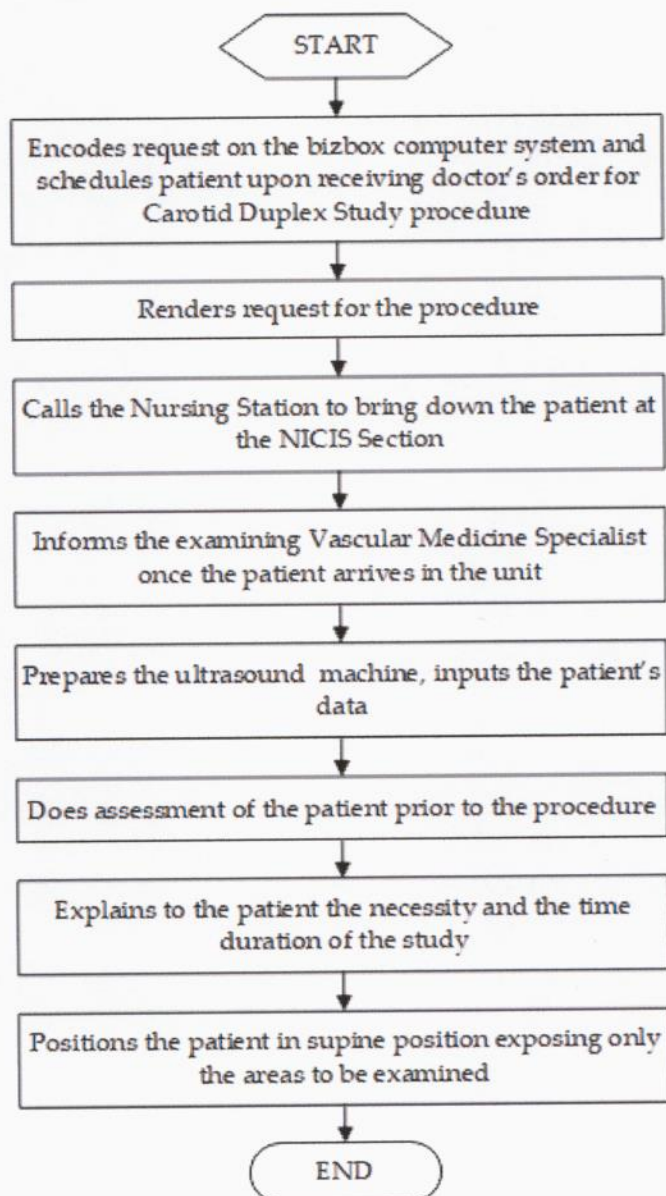 START
Encodes request on the bizbox computer system and
schedules patient upon receiving doctor's order for
Carotid Duplex Study procedure
Renders request for the procedure
Calls the Nursing Station to bring down the patient at
the NICIS Section
Informs the examining Vascular Medicine Specialist
once the patient arrives in the unit
Prepares the ultrasound machine, inputs the patient's
data
Does assessment of the patient prior to the procedure
Explains to the patient the necessity and the time
duration of the study
Positions the patient in supine position exposing only
the areas to be examined
END